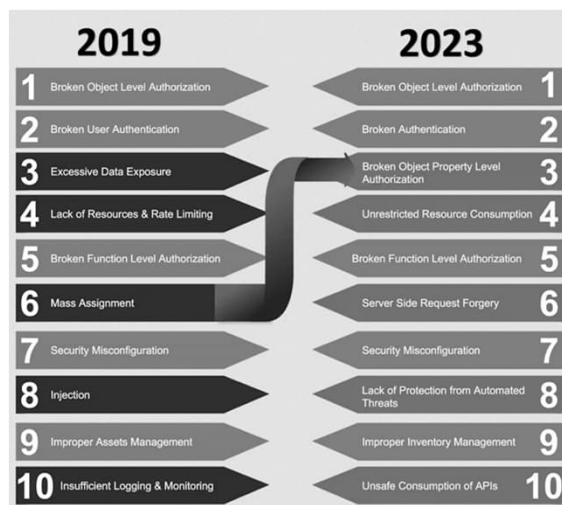 2019
1 Broken Object Level Authorization
2 Broken User Authentication
3 Excessive Data Exposure
4 Lack of Resources & Rate Limiting
5 Broken Function Level Authorization
6 Mass Assignment
7 Security Misconfiguration
8 Injection
9 Improper Assets Management
10 Insufficient Logging & Monitoring
2023
Broken Object Level Authorization 1
Broken Authentication 2
Broken Object Property Level
Authorization 3
Unrestricted Resource Consumption 4
Broken Function Level Authorization 5
Server Side Request Forgery 6
Security Misconfiguration 7
Lack of Protection from Automated
Threats 8
Improper Inventory Management 9
Unsafe Consumption of APIs 10